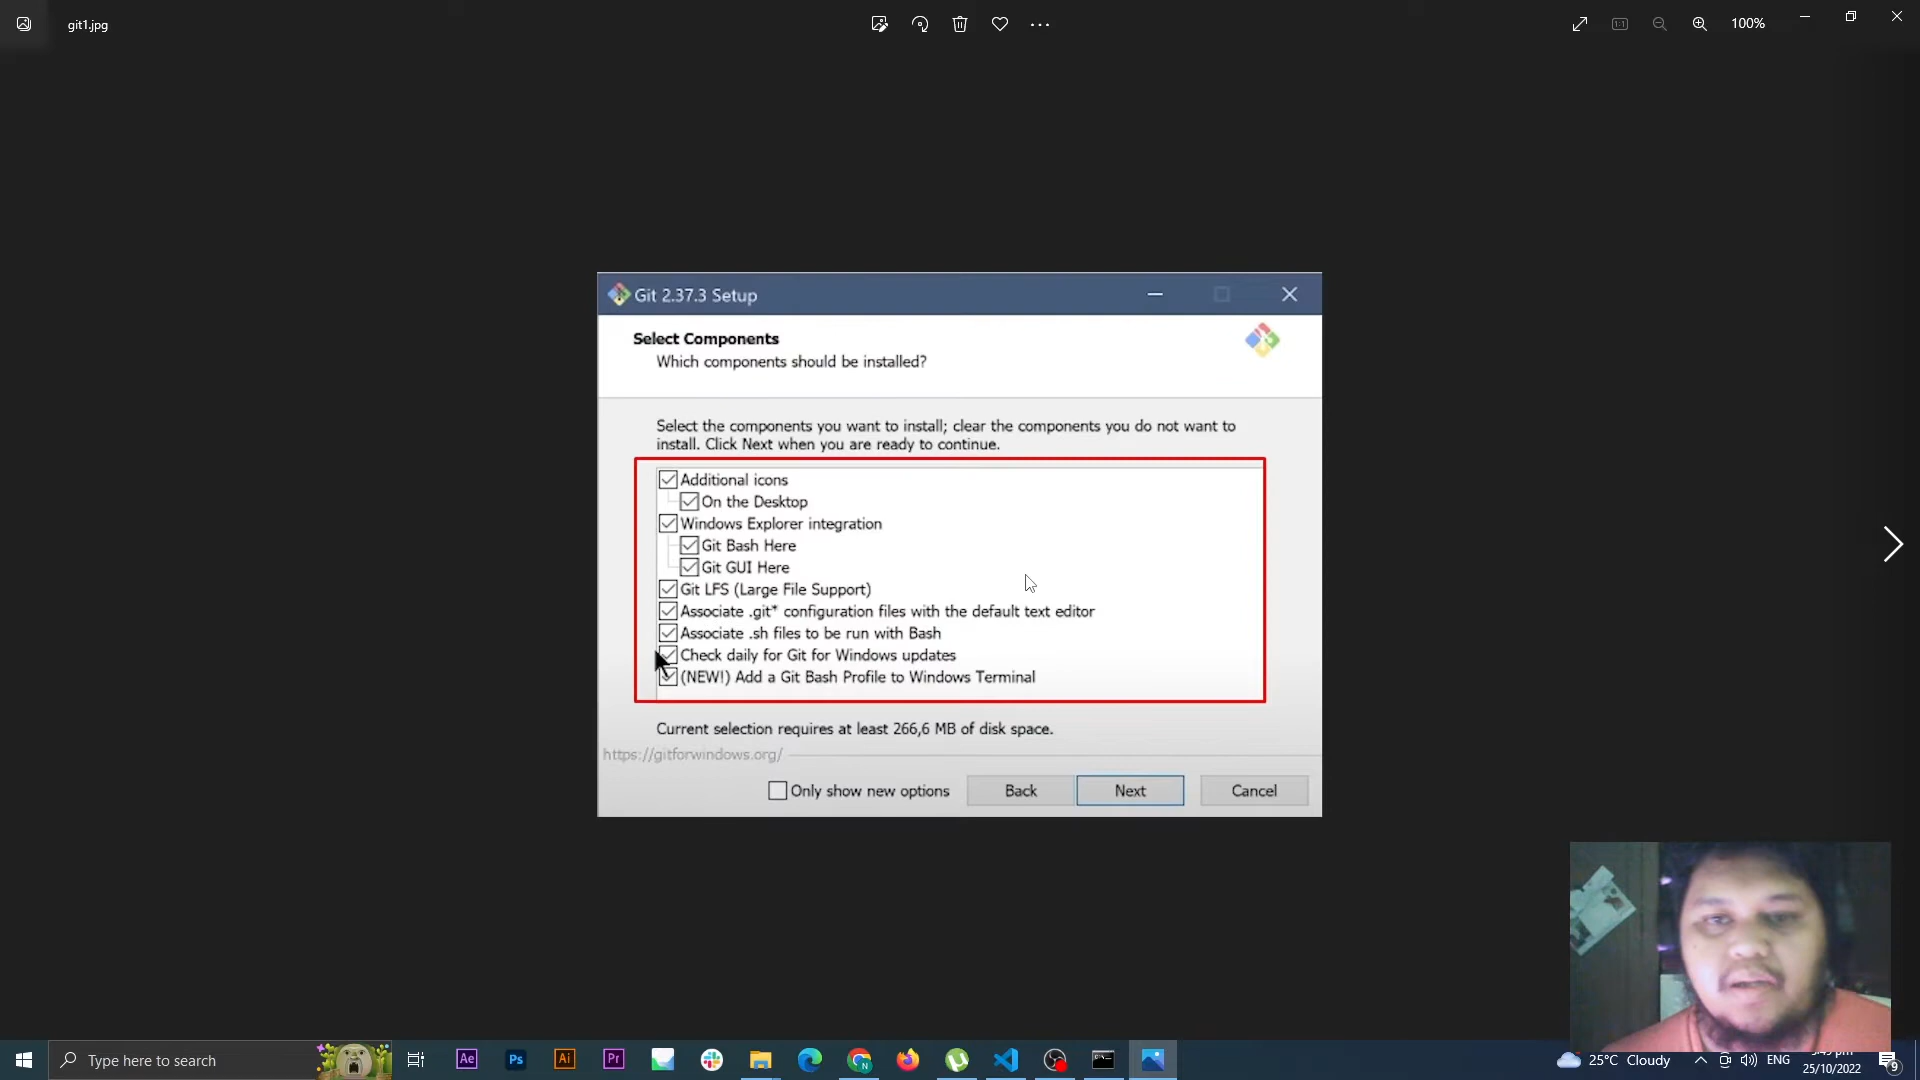 git1.jpg
100%
Git 2.37.3 Setup
Select Components
Which components should be installed?
Select the components you want to install; clear the components you do not want to
install. Click Next when you are ready to continue.
Additional icons
On the Desktop
Windows Explorer integration
Git Bash Here
Git GUI Here
Git LFS (Large File Support)
Associate .git* configuration files with the default text editor
Associate .sh files to be run with Bash
Check daily for Git for Windows updates
(NEW!) Add a Git Bash Profile to Windows Terminal
Current selection requires at least 266,6 MB of disk space.
https://gitforwindows.org/
Only show new options
Back
Next
Cancel
Type here to search
Ae
Ps
Ai
Pr
25°C Cloudy
ENG
25/10/2022
9